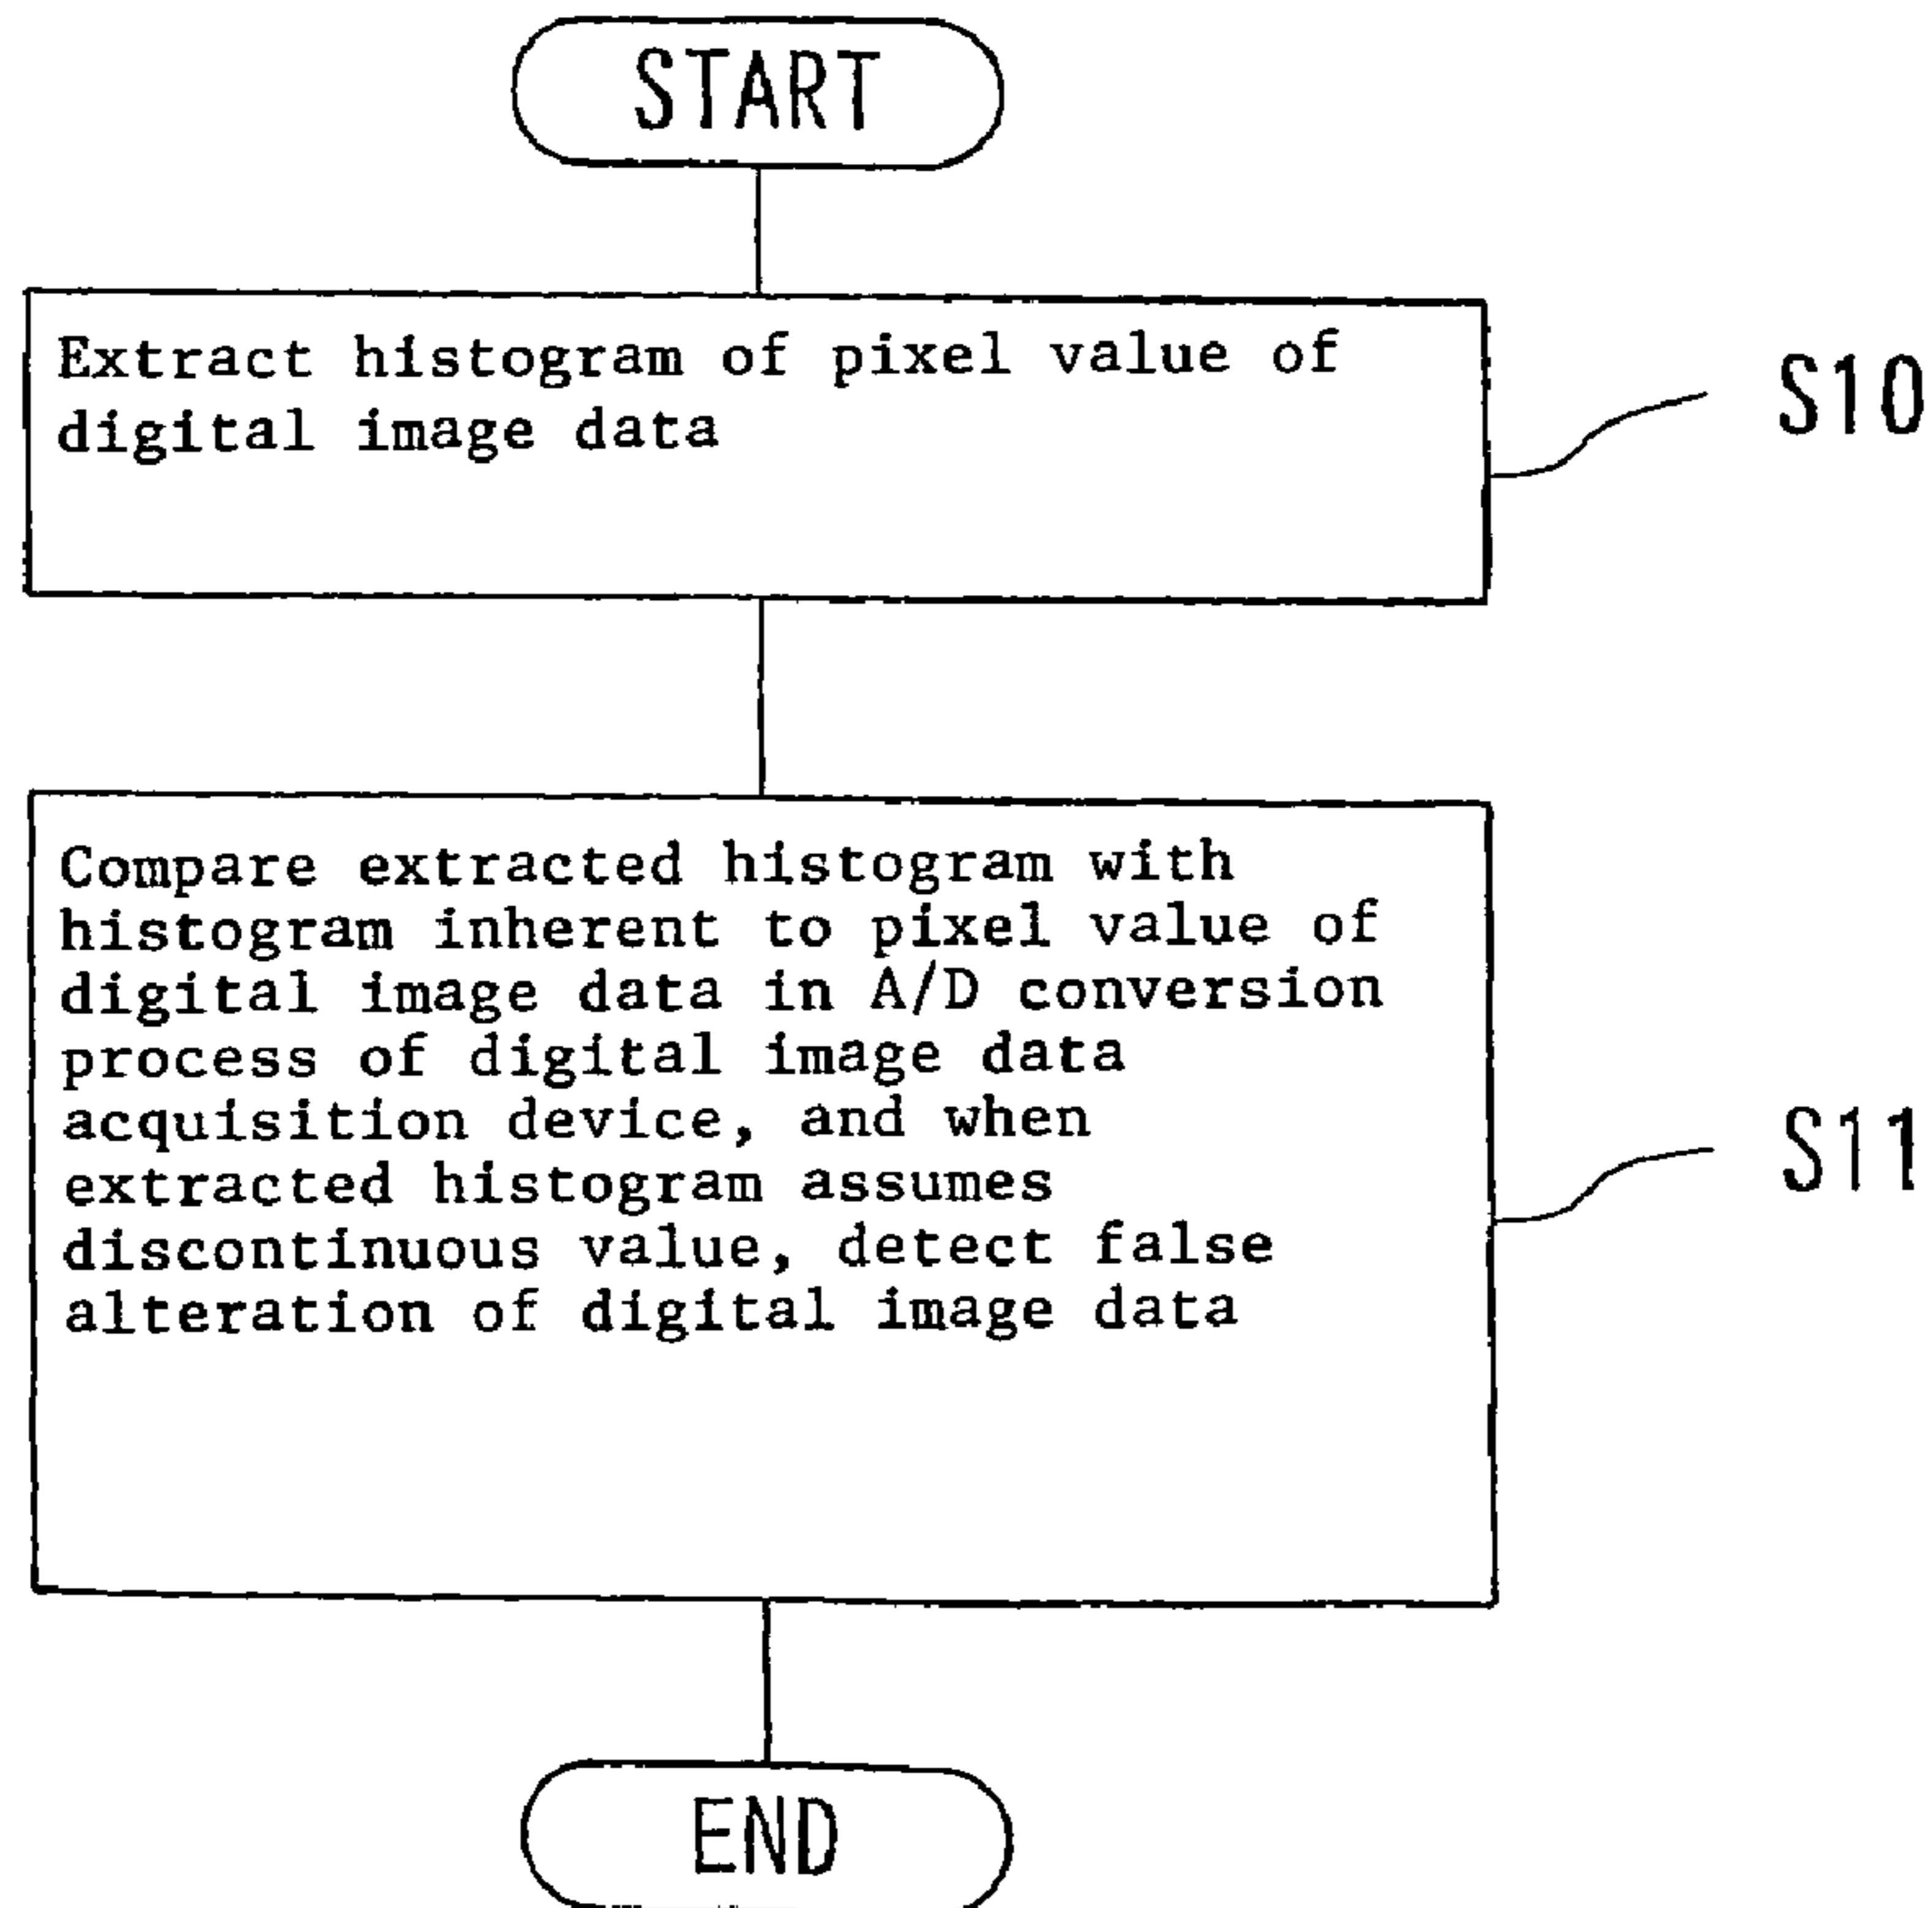 START
Extract histogram of pixel value of
digital image data
S10
Compare extracted histogram with
histogram inherent to pixel value of
digital image data in A/D conversion
process of digital image data
acquisition device, and when
extracted histogram assumes
discontinuous value, detect false
alteration of digital image data
S11
END